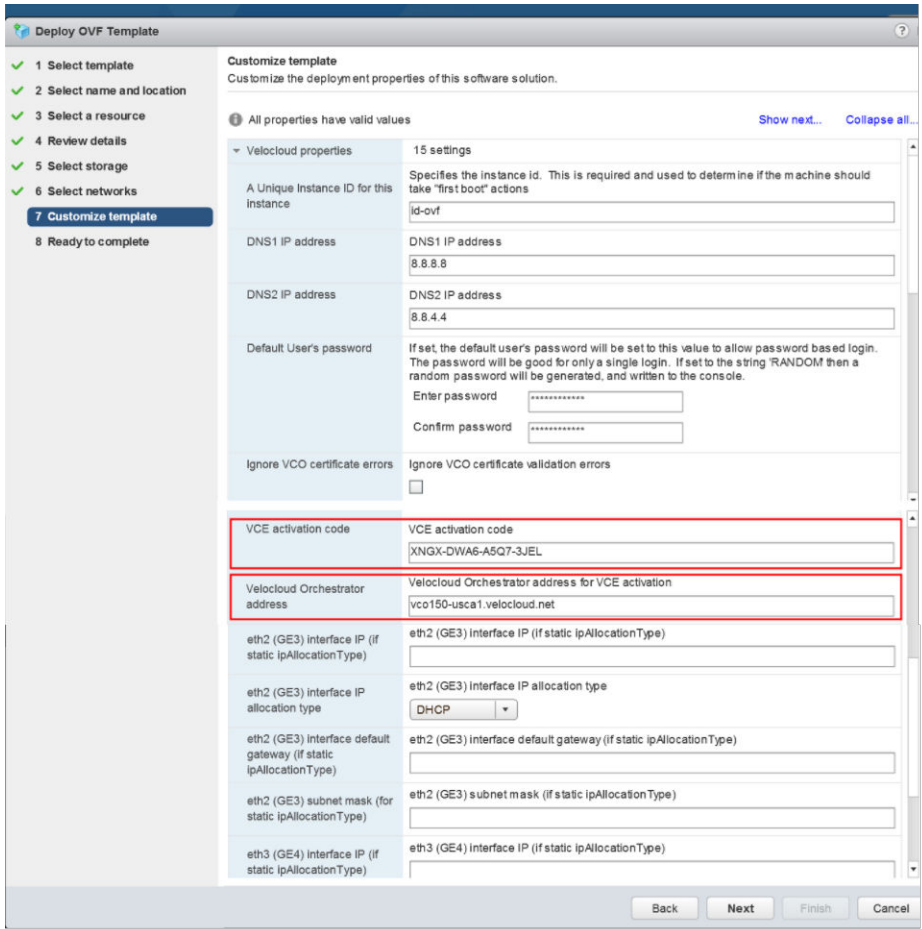 Deploy OVF Template
?
1 Select template
2 Select name and location
3 Select a resource
4 Review details
5 Select storage
6 Select networks
7 Customize template
8 Ready to complete
Customize template
Customize the deployment properties of this software solution.
All properties have valid values
Show next...
Collapse all...
Velocloud properties
15 settings
A Unique Instance ID for this
instance
Specifies the instance id. This is required and used to determine if the machine should
take "first boot" actions
id-ovf
DNS1 IP address
DNS1 IP address
8.8.8.8
DNS2 IP address
DNS2 IP address
8.8.4.4
Default User's password
If set, the default user's password will be set to this value to allow password based login.
The password will be good for only a single login. If set to the string 'RANDOM' then a
random password will be generated, and written to the console.
Enter password
************
Confirm password
************
Ignore VCO certificate errors
Ignore VCO certificate validation errors
VCE activation code
VCE activation code
XNGX-DWA6-A5Q7-3JEL
Velocloud Orchestrator
address
Velocloud Orchestrator address for VCE activation
vco150-usca1.velocloud.net
eth2 (GE3) interface IP (if
static ipAllocationType)
eth2 (GE3) interface IP (if static ipAllocationType)
eth2 (GE3) interface IP
allocation type
eth2 (GE3) interface IP allocation type
DHCP
eth2 (GE3) interface default
gateway (if static
ipAllocationType)
eth2 (GE3) interface default gateway (if static ipAllocationType)
eth2 (GE3) subnet mask (for
static ipAllocationType)
eth2 (GE3) subnet mask (if static ipAllocationType)
eth3 (GE4) interface IP (if
static ipAllocationType)
eth3 (GE4) interface IP (if static ipAllocationType)
Back
Next
Finish
Cancel